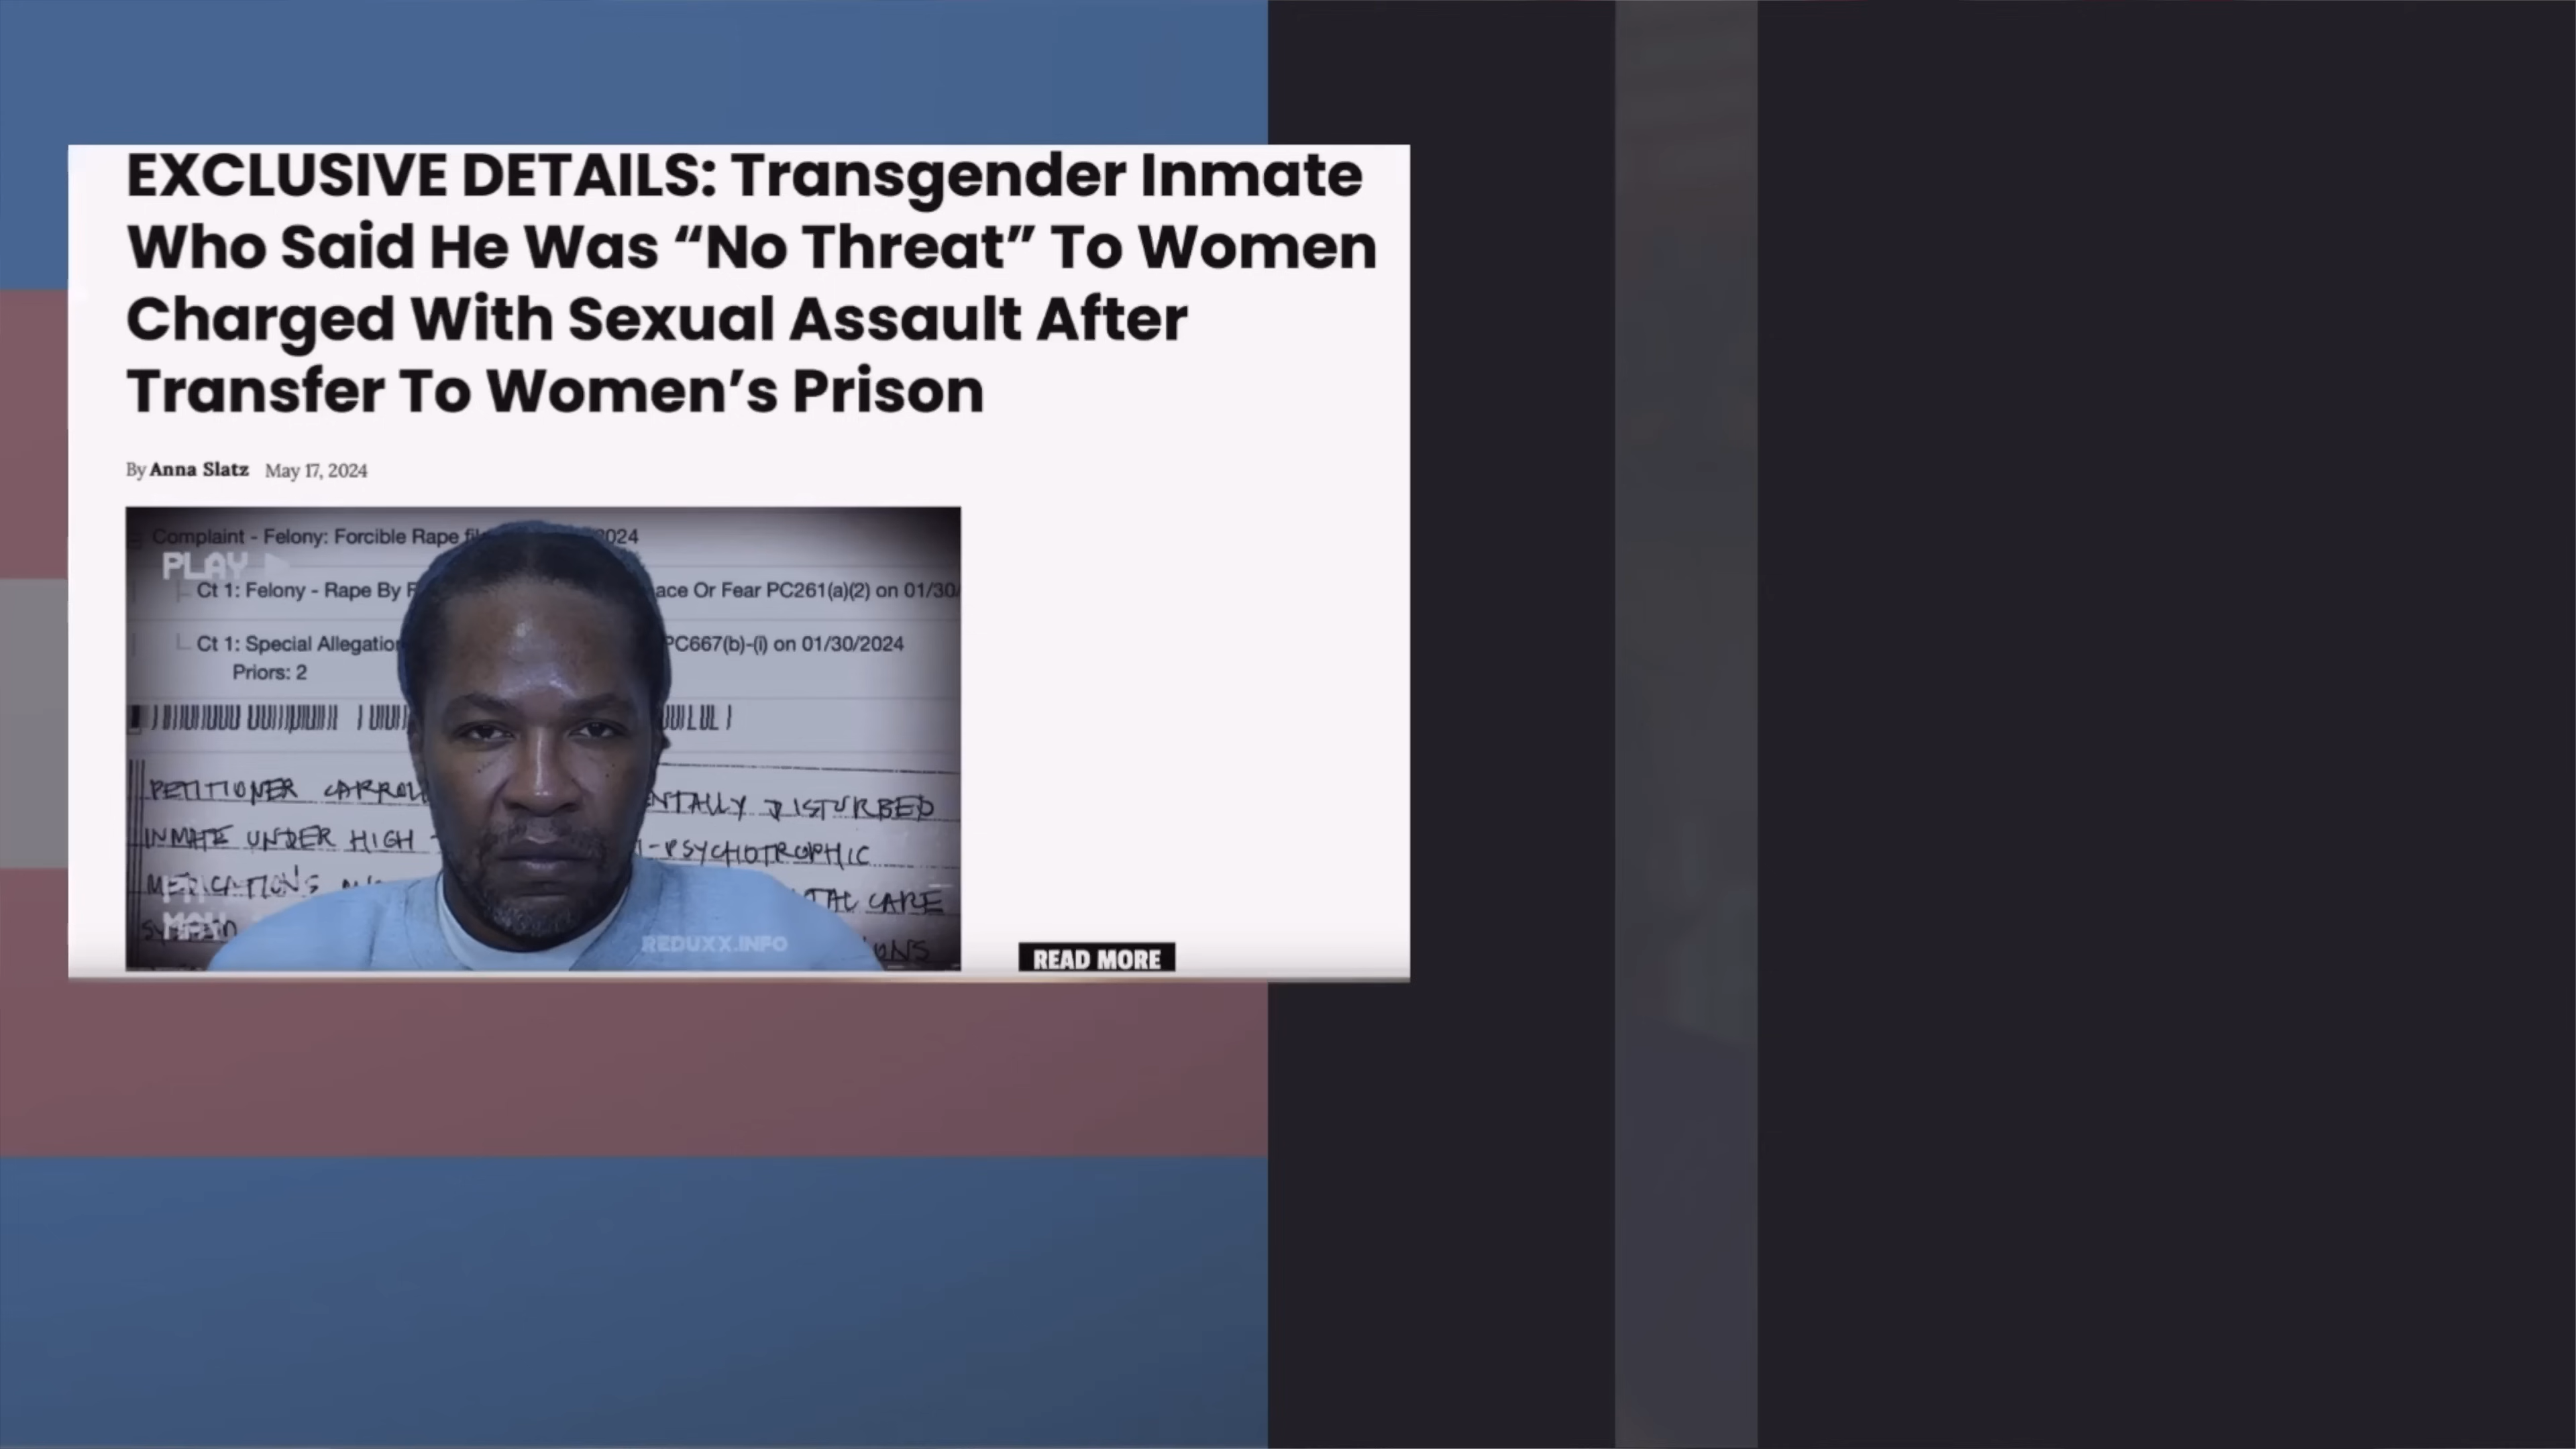 EXCLUSIVE DETAILS: Transgender Inmate
Who Said He Was “No Threat” To Women
Charged With Sexual Assault After
Transfer To Women’s Prison
By Anna Slatz May 17, 2024
Complaint - Felony: Forcible Rape 2024
PLAY
Ct 1: Felony - Rape By Or Fear PC261(a)(2) on 01/30/
Ct 1: Special PC667(b)-(i) on 01/30/2024
Priors: 2
PETITIONER DISTURBED
INMATE UNDER HIGH -PSYCHOTROPHIC
MEDICATIONS CARE
MAY
REDUXX.INFO
READ MORE